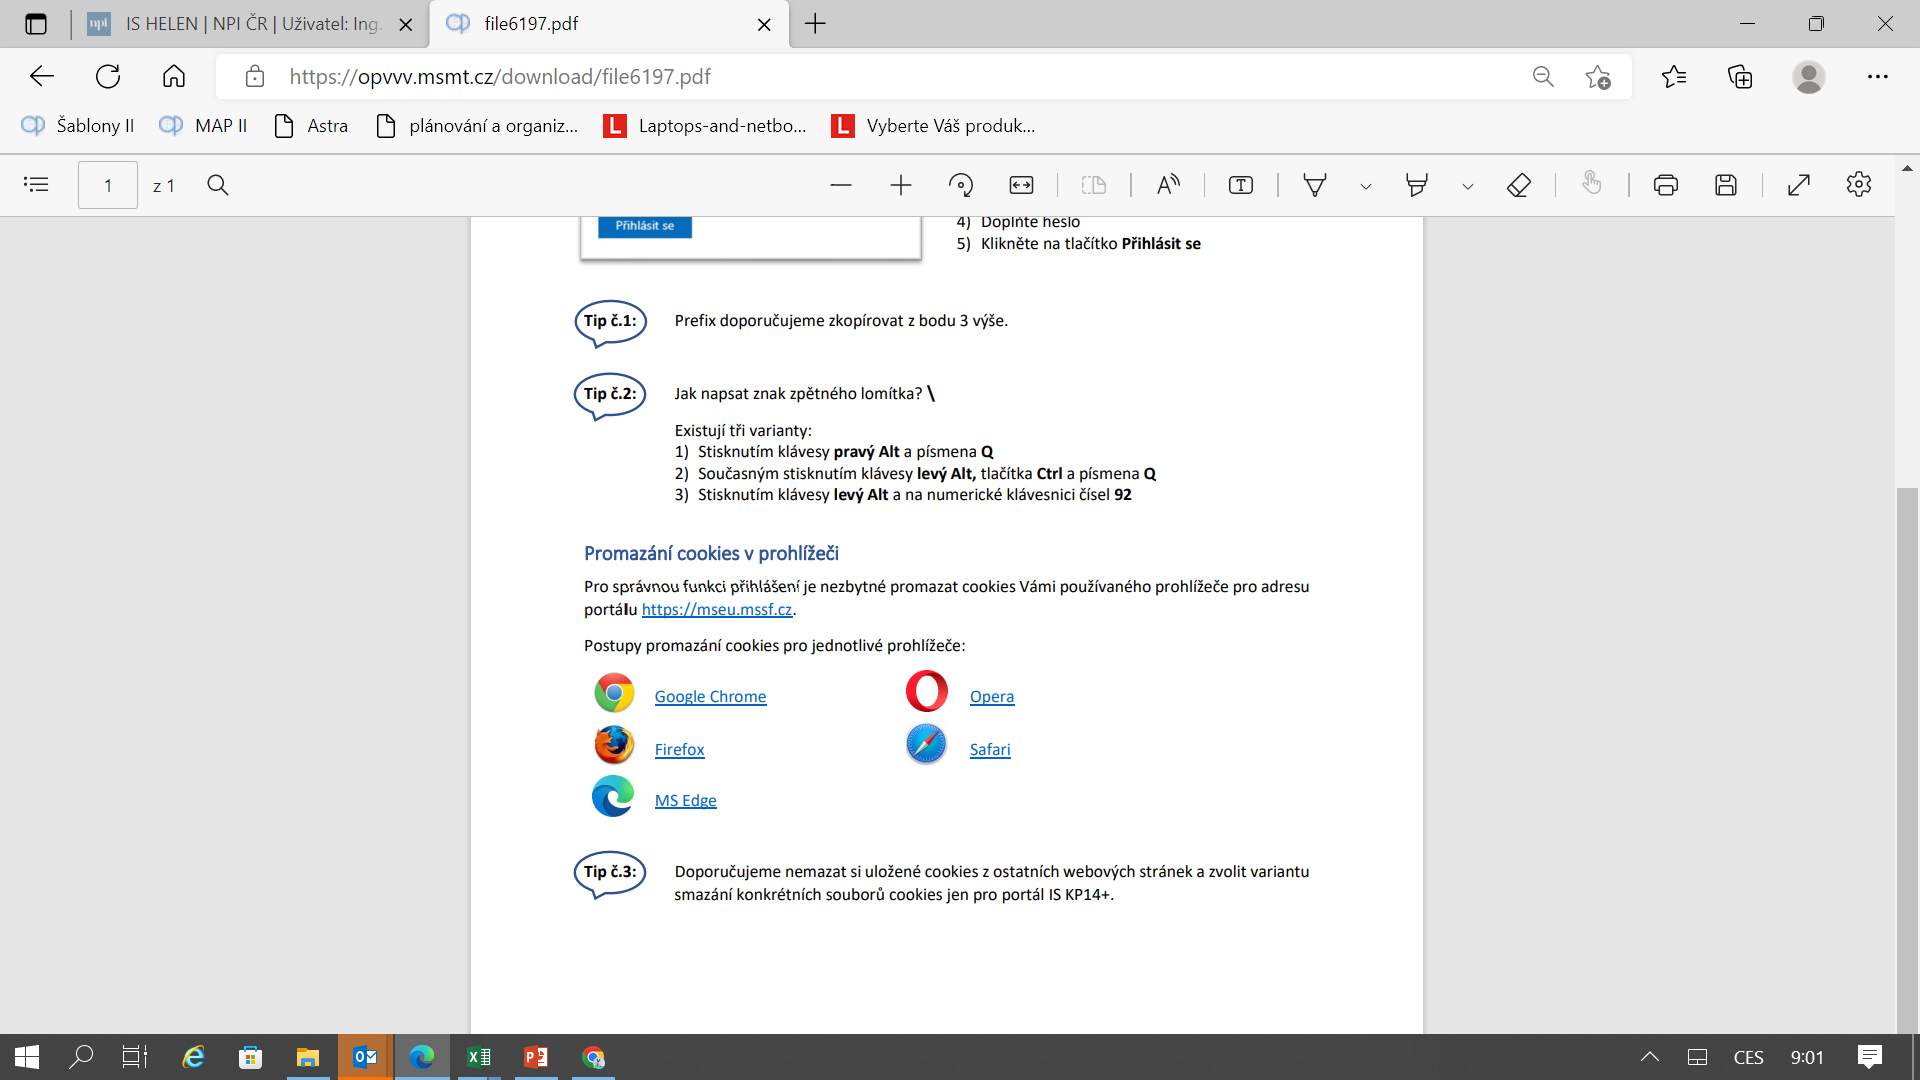 npi IS HELEN | NPI ČR | Uživatel: Ing.
file6197.pdf
https://opvvv.msmt.cz/download/file6197.pdf
Šablony II
MAP II
Astra
plánování a organiz...
L Laptops-and-netbo...
L Vyberte Váš produk...
1 z 1
Přihlásit se
4) Doplňte heslo
5) Klikněte na tlačítko Přihlásit se
Tip č.1: Prefix doporučujeme zkopírovat z bodu 3 výše.
Tip č.2: Jak napsat znak zpětného lomítka? \
Existují tři varianty:
1) Stisknutím klávesy pravý Alt a písmena Q
2) Současným stisknutím klávesy levý Alt, tlačítka Ctrl a písmena Q
3) Stisknutím klávesy levý Alt a na numerické klávesnici čísel 92
Promazání cookies v prohlížeči
Pro správnou funkci přihlášení je nezbytné promazat cookies Vámi používaného prohlížeče pro adresu
portálu https://mseu.mssf.cz.
Postupy promazání cookies pro jednotlivé prohlížeče:
Google Chrome
Opera
Firefox
Safari
MS Edge
Tip č.3: Doporučujeme nemazat si uložené cookies z ostatních webových stránek a zvolit variantu
smazání konkrétních souborů cookies jen pro portál IS KP14+.
CES
9:01